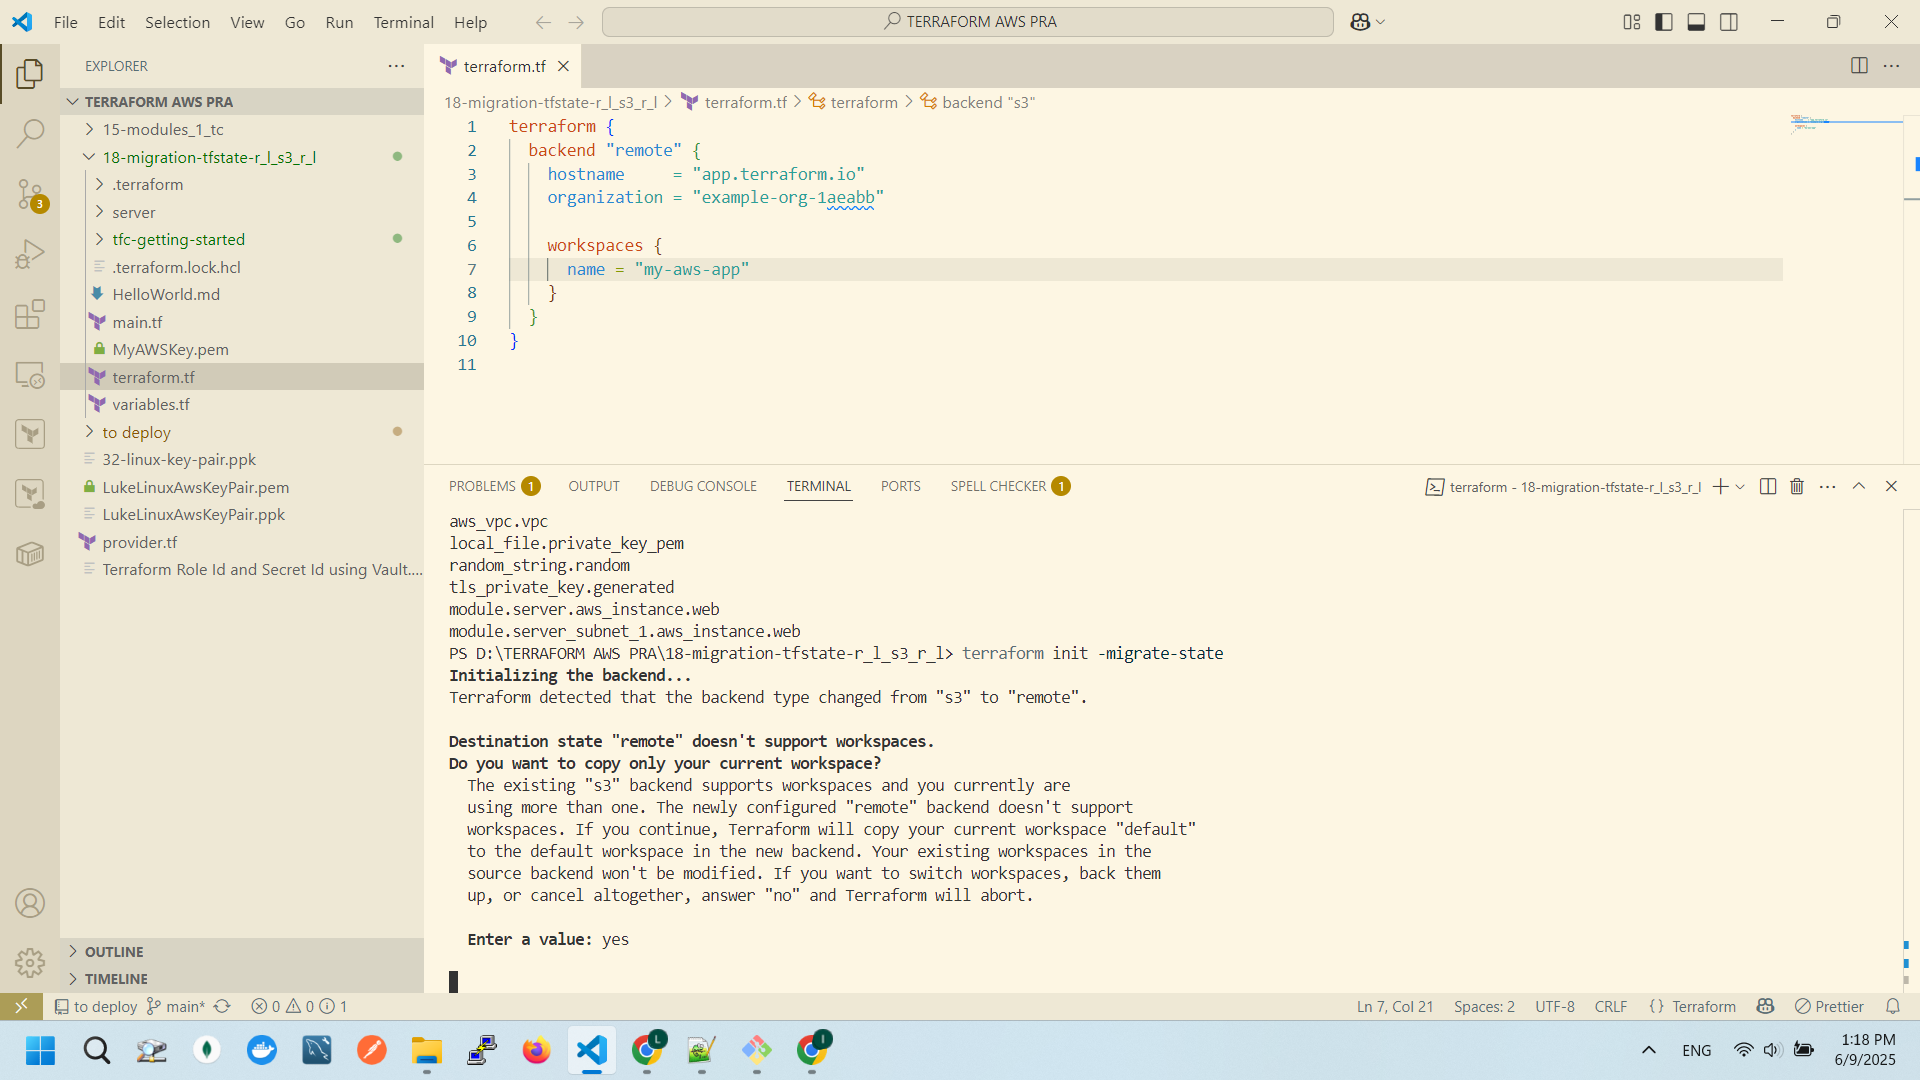 File Edit Selection View Go Run Terminal Help
TERRAFORM AWS PRA
EXPLORER
TERRAFORM AWS PRA
15-modules_1_tc
18-migration-tfstate-r_l_s3_r_l
.terraform
server
tfc-getting-started
.terraform.lock.hcl
HelloWorld.md
main.tf
MyAWSKey.pem
terraform.tf
variables.tf
to deploy
32-linux-key-pair.ppk
LukeLinuxAwsKeyPair.pem
LukeLinuxAwsKeyPair.ppk
provider.tf
Terraform Role Id and Secret Id using Vault....
OUTLINE
TIMELINE
3
terraform.tf
18-migration-tfstate-r_l_s3_r_l > terraform.tf > terraform > backend "s3"
1 terraform {
2 backend "remote" {
3 hostname = "app.terraform.io"
4 organization = "example-org-1aeabb"
5
6 workspaces {
7 name = "my-aws-app"
8 }
9 }
10 }
11
PROBLEMS 1 OUTPUT DEBUG CONSOLE TERMINAL PORTS SPELL CHECKER 1
terraform - 18-migration-tfstate-r_l_s3_r_l
aws_vpc.vpc
local_file.private_key_pem
random_string.random
tls_private_key.generated
module.server.aws_instance.web
module.server_subnet_1.aws_instance.web
PS D:\TERRAFORM AWS PRA\18-migration-tfstate-r_l_s3_r_l> terraform init -migrate-state
Initializing the backend...
Terraform detected that the backend type changed from "s3" to "remote".
Destination state "remote" doesn't support workspaces.
Do you want to copy only your current workspace?
The existing "s3" backend supports workspaces and you currently are
using more than one. The newly configured "remote" backend doesn't support
workspaces. If you continue, Terraform will copy your current workspace "default"
to the default workspace in the new backend. Your existing workspaces in the
source backend won't be modified. If you want to switch workspaces, back them
up, or cancel altogether, answer "no" and Terraform will abort.
Enter a value: yes
to deploy main* 0 0 1
Ln 7, Col 21 Spaces: 2 UTF-8 CRLF {} Terraform Prettier
L
I
ENG
1:18 PM
6/9/2025